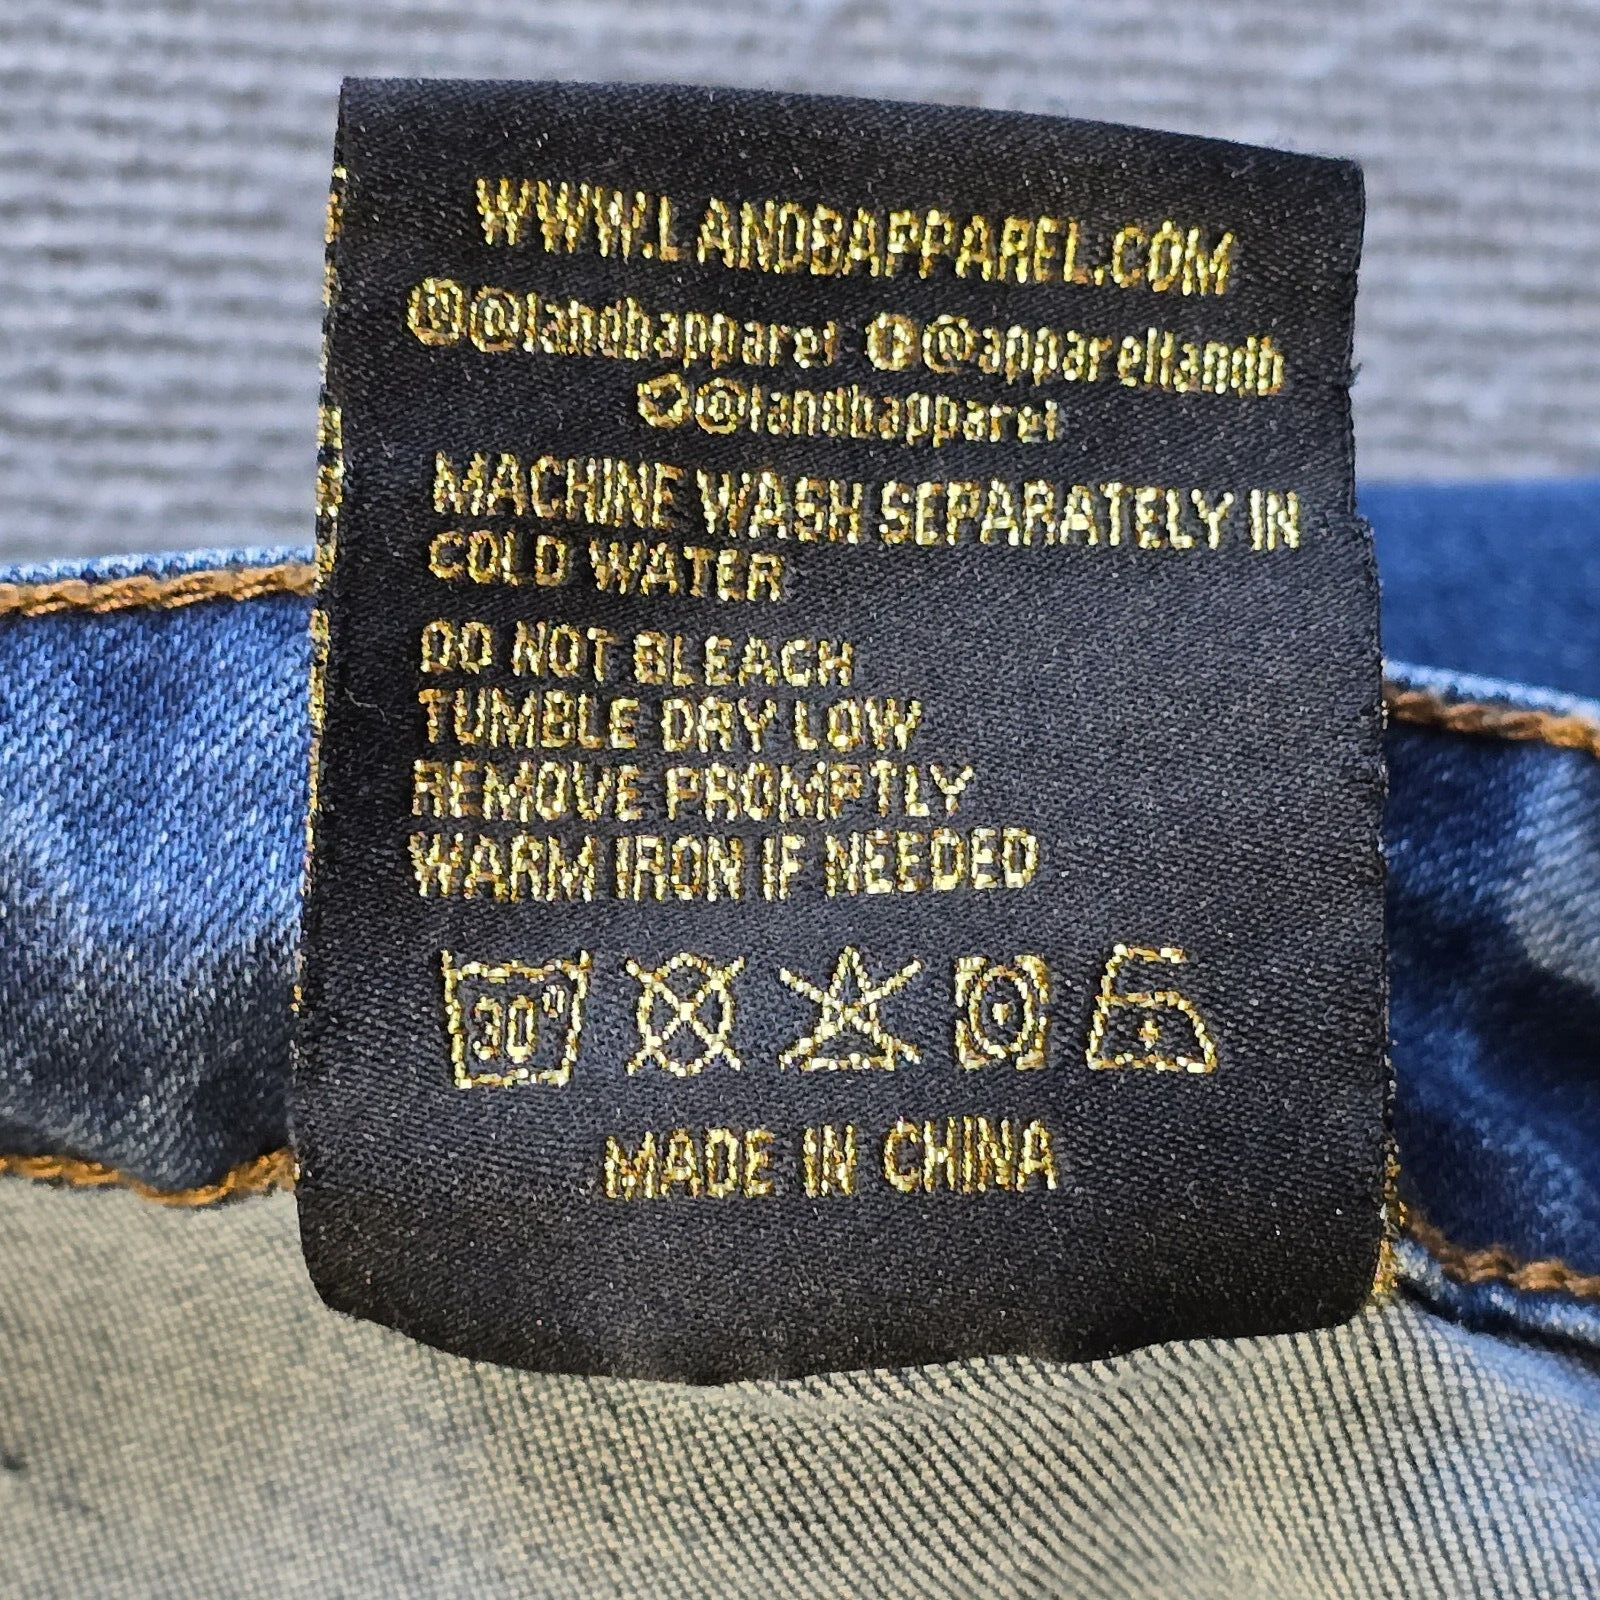 WWW.LANDBAPPAREL.COM
@landbapparel @apparellandb
@landbapparel
MACHINE WASH SEPARATELY IN
COLD WATER
DO NOT BLEACH
TUMBLE DRY LOW
REMOVE PROMPTLY
WARM IRON IF NEEDED
30°
MADE IN CHINA